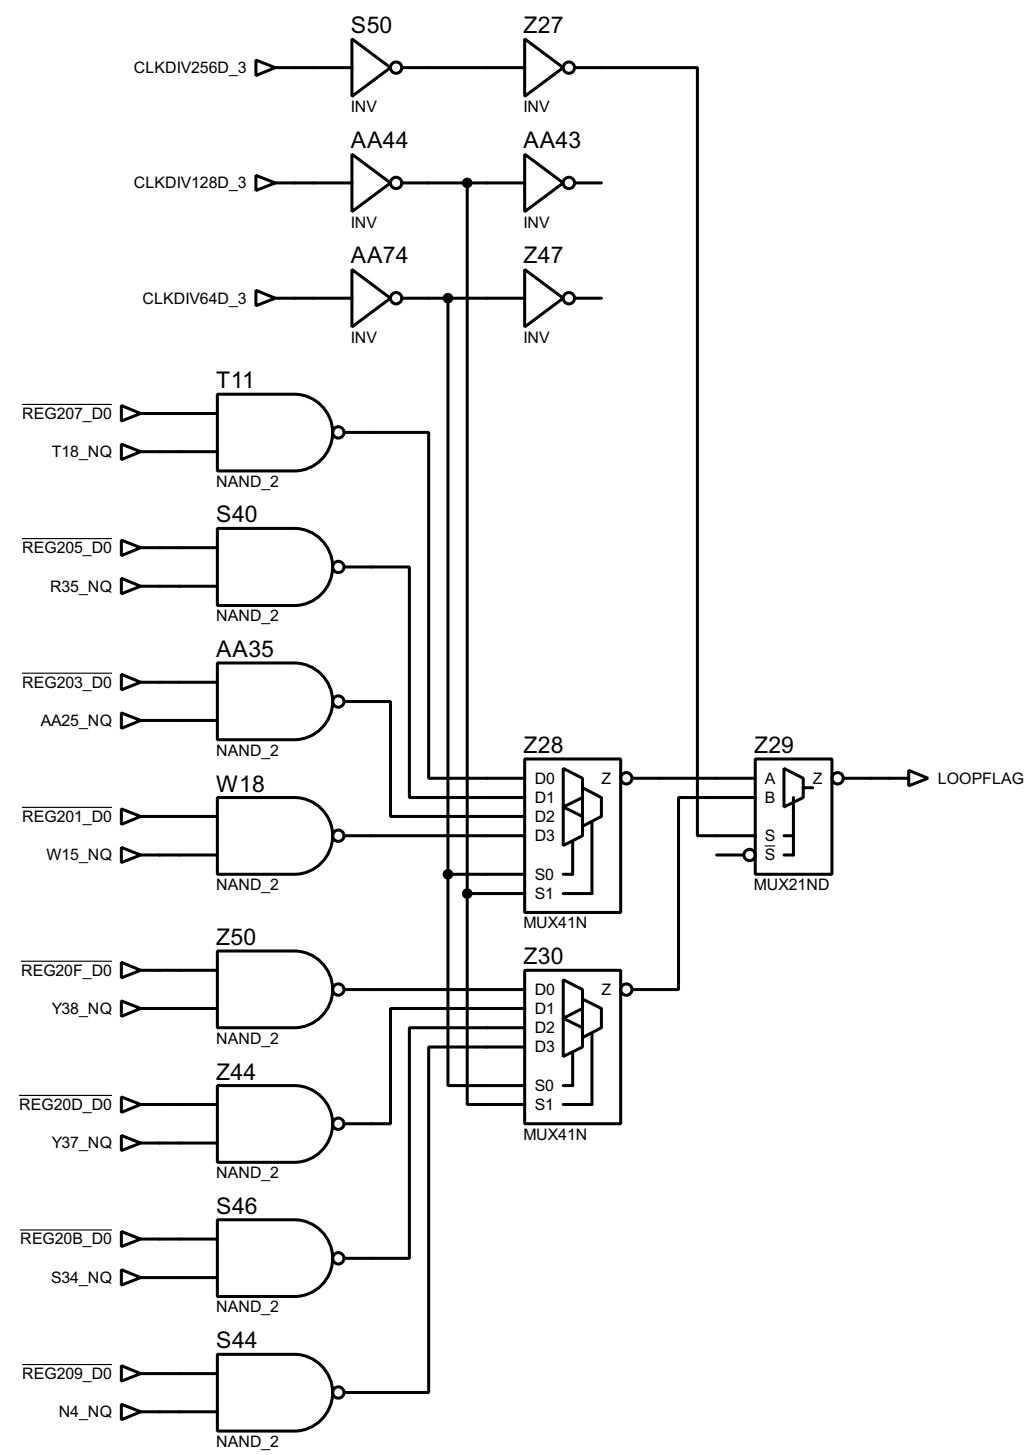 S50 Z27
CLKDIV256D_3
INV INV
AA44 AA43
CLKDIV128D_3
INV INV
AA74 Z47
CLKDIV64D_3
INV INV
T11
REG207_D0
T18_NQ
NAND_2
S40
REG205_D0
R35_NQ
NAND_2
AA35
REG203_D0
AA25_NQ
NAND_2
Z28 Z29
W18
D0 Z A Z LOOPFLAG
D1 B
REG201_D0 D2
D3 S
W15_NQ S
S0
NAND_2 MUX21ND
S1
MUX41N
Z50
Z30
REG20F_D0
D0 Z
Y38_NQ D1
D2
NAND_2 D3
Z44
S0
REG20D_D0 S1
MUX41N
Y37_NQ
NAND_2
S46
REG20B_D0
S34_NQ
NAND_2
S44
REG209_D0
N4_NQ
NAND_2